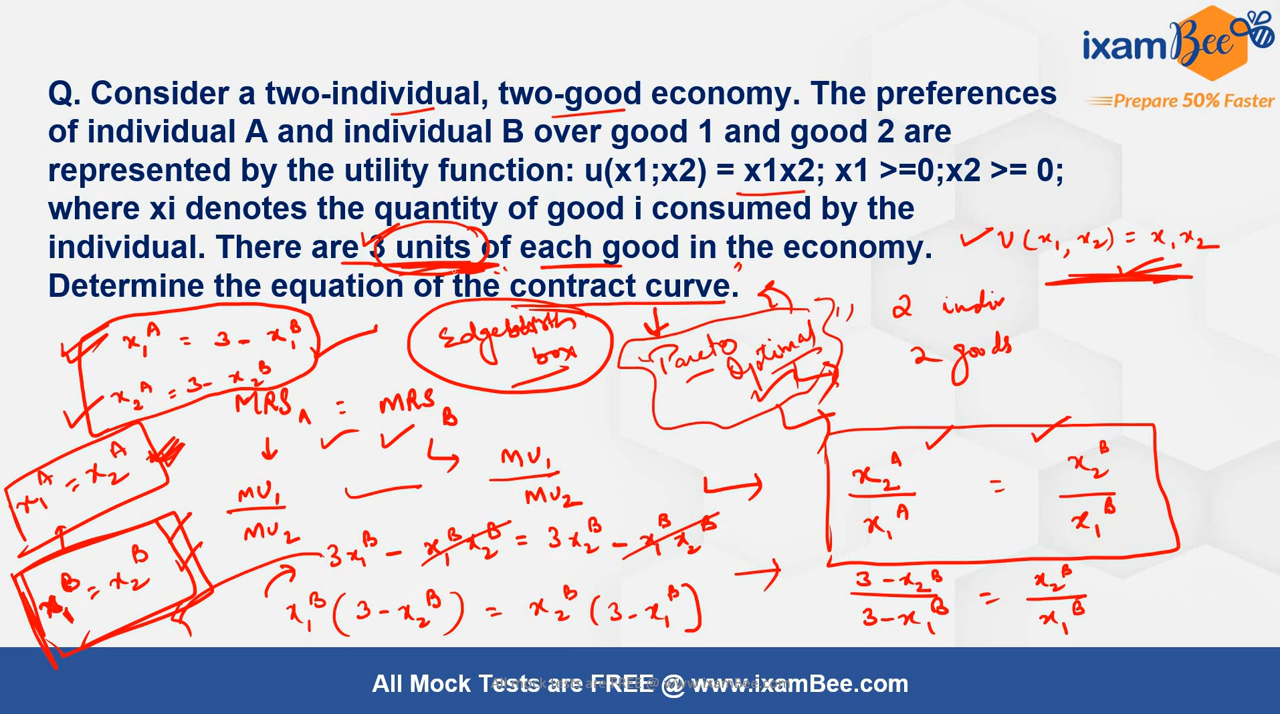 ixamBee
Prepare 50% Faster
Q. Consider a two-individual, two-good economy. The preferences
of individual A and individual B over good 1 and good 2 are
represented by the utility function: u(x1;x2) = x1x2; x1 >=0;x2 >= 0;
where xi denotes the quantity of good i consumed by the
individual. There are 3 units of each good in the economy.
Determine the equation of the contract curve.
U(x₁, x₂) = x₁x₂
x₁ᴬ = 3 - x₁ᴮ
x₂ᴬ = 3 - x₂ᴮ
box
Pareto
Optimal
2 indiv
2 goods
MRS_A = MRS_B
x₁ᴬ = x₂ᴬ
MU₁/MU₂
MU₁/MU₂
x₂ᴬ/x₁ᴬ = x₂ᴮ/x₁ᴮ
3x₁ᴮ - x₁ᴮx₂ᴮ = 3x₂ᴮ - x₁ᴮx₂ᴮ
x₁ᴮ = x₂ᴮ
x₁ᴮ(3 - x₂ᴮ) = x₂ᴮ(3 - x₁ᴮ]
3 - x₂ᴮ/3 - x₁ᴮ = x₂ᴮ/x₁ᴮ
All Mock Tests are FREE @ www.ixamBee.com